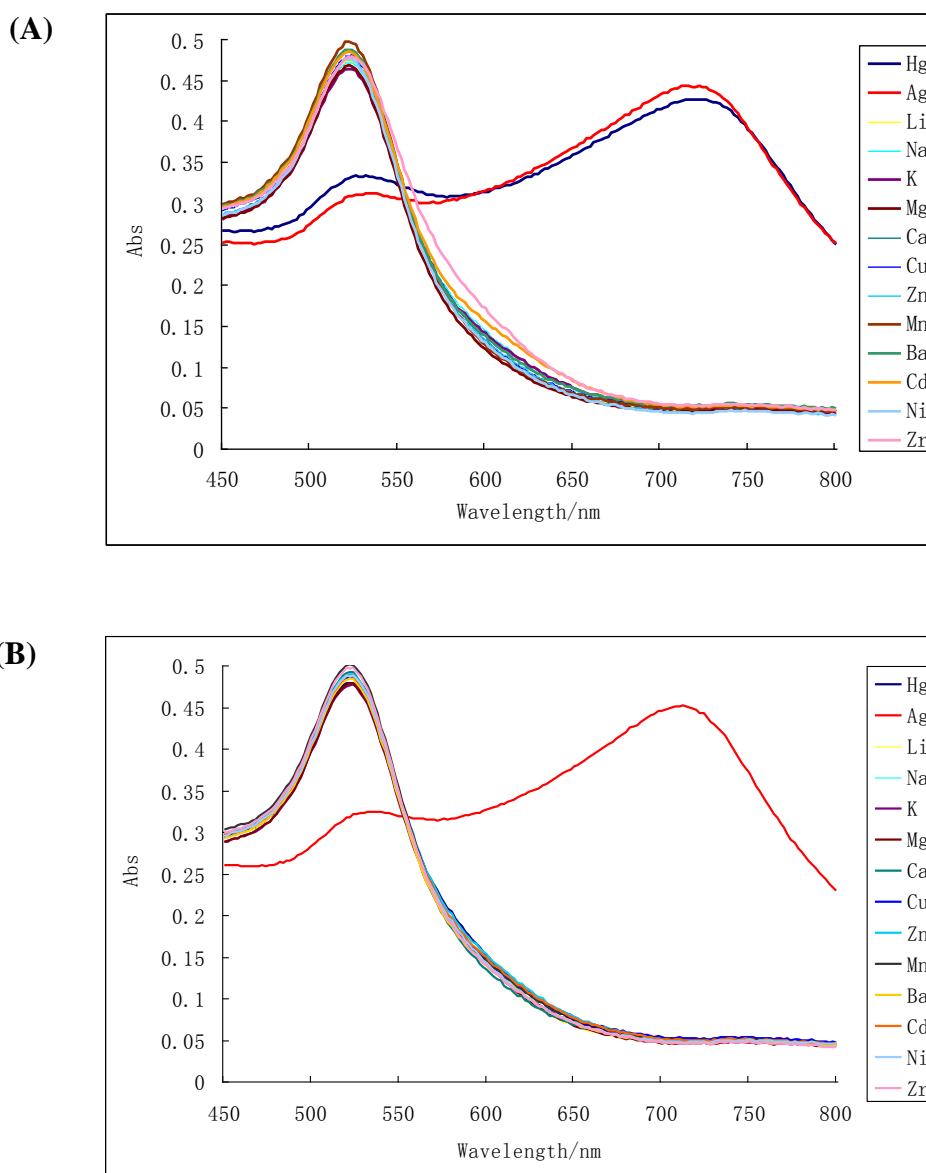 (A)
0.5
0.45
0.4
0.35
0.3
0.25
0.2
0.15
0.1
0.05
0
Abs
450 500 550 600 650 700 750 800
Wavelength/nm
Hg
Ag
Li
Na
K
Mg
Ca
Cu
Zn
Mn
Ba
Cd
Ni
Zr
(B)
0.5
0.45
0.4
0.35
0.3
0.25
0.2
0.15
0.1
0.05
0
Abs
450 500 550 600 650 700 750 800
Wavelength/nm
Hg
Ag
Li
Na
K
Mg
Ca
Cu
Zn
Mn
Ba
Cd
Ni
Zr